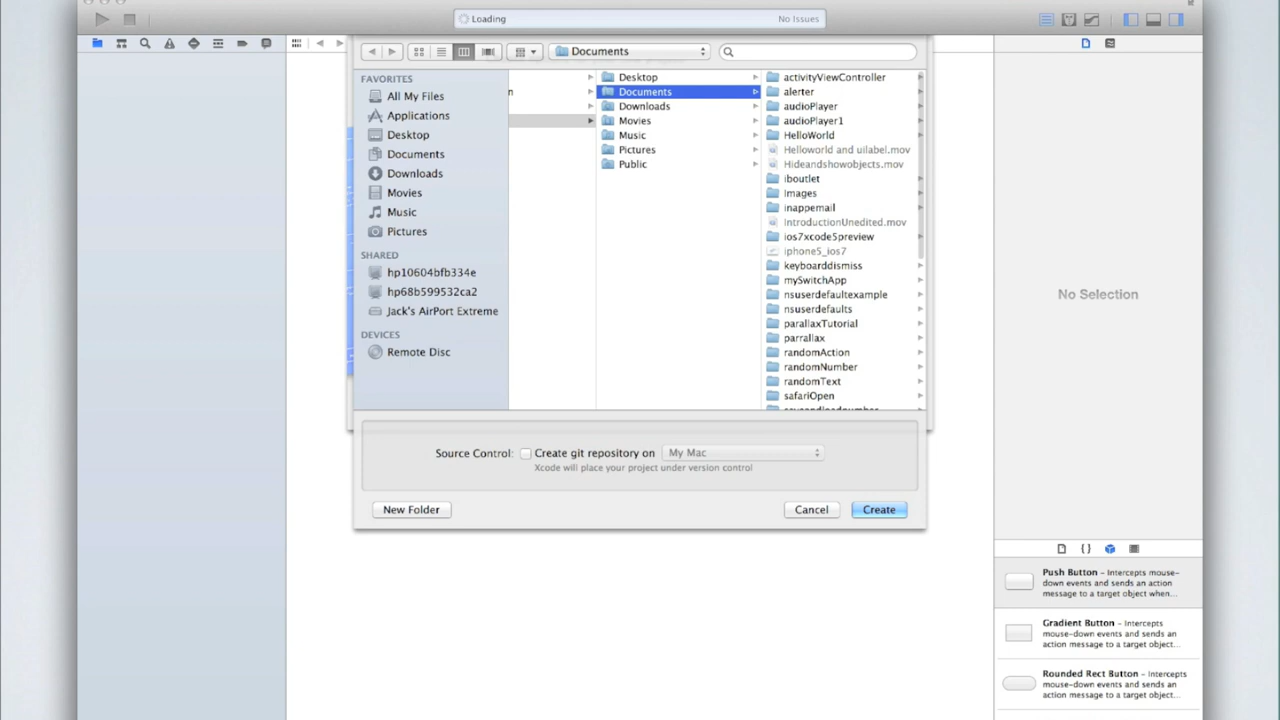 Loading
No Issues
Documents
FAVORITES
All My Files
Applications
Desktop
Documents
Downloads
Movies
Music
Pictures
SHARED
hp10604bfb334e
hp68b599532ca2
Jack's AirPort Extreme
DEVICES
Remote Disc
n
Desktop
Documents
Downloads
Movies
Music
Pictures
Public
activityViewController
alerter
audioPlayer
audioPlayer1
HelloWorld
Helloworld and uilabel.mov
Hideandshowobjects.mov
iboutlet
Images
inappemail
IntroductionUnedited.mov
ios7xcode5preview
iphone5_ios7
keyboarddismiss
mySwitchApp
nsuserdefaultexample
nsuserdefaults
parallaxTutorial
parrallax
randomAction
randomNumber
randomText
safariOpen
Source Control: Create git repository on My Mac
Xcode will place your project under version control
New Folder
Cancel
Create
No Selection
{ }
Push Button - Intercepts mouse-
down events and sends an action
message to a target object when...
Gradient Button - Intercepts
mouse-down events and sends an
action message to a target object...
Rounded Rect Button - Intercepts
mouse-down events and sends an
action message to a target object...